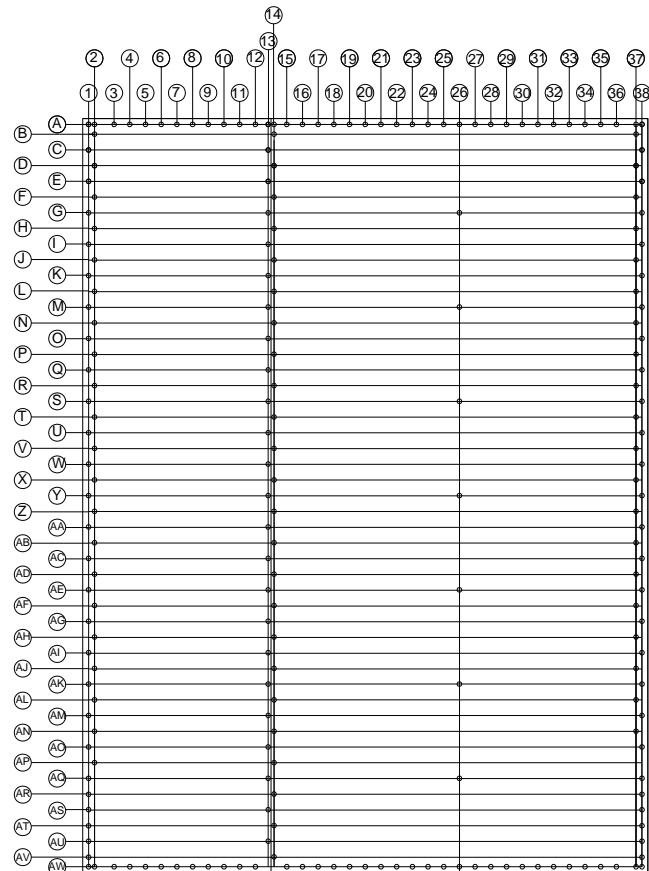 14
13
2 4 6 8 10 12 15 17 19 21 23 25 27 29 31 33 35 37
1 3 5 7 9 11 16 18 20 22 24 26 28 30 32 34 36 38
A
B
C
D
E
F
G
H
I
J
K
L
M
N
O
P
Q
R
S
T
U
V
W
X
Y
Z
AA
AB
AC
AD
AE
AF
AG
AH
AI
AJ
AK
AL
AM
AN
AO
AP
AQ
AR
AS
AT
AU
AV
AW